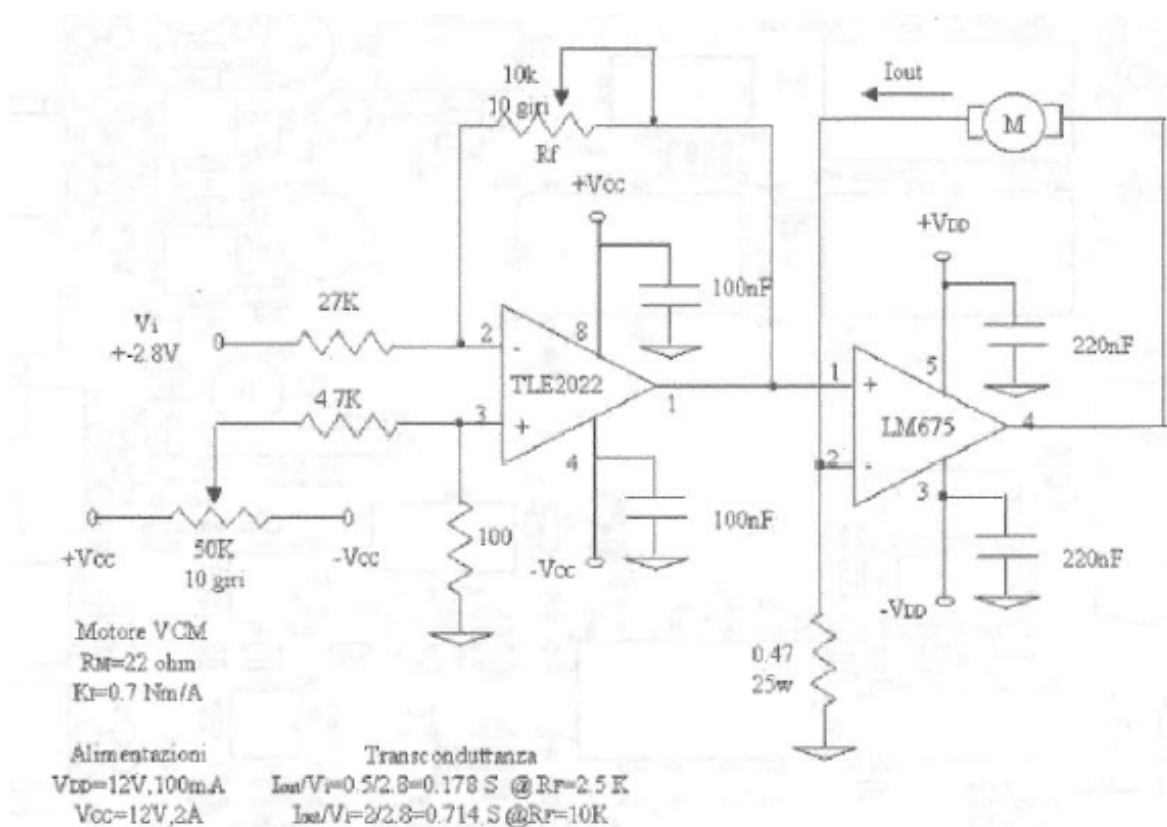 10k
10 giri
Rf
Iout
M
+Vcc
+VDD
100nF
27K
Vi
+-2.8V
2
-
8
TLE2022
1
220nF
4.7K
3
+
4
1
+
5
LM675
4
2
-
3
100nF
220nF
+Vcc
50K
10 giri
-Vcc
100
-Vcc
-VDD
Motore VCM
RM=22 ohm
KI=0.7 Nm/A
0.47
25w
Alimentazioni
Transconduttanza
VDD=12V,100mA
Iout/Vi=0.5/2.8=0.178 S @RF=2.5 K
Vcc=12V,2A
Iout/Vi=2/2.8=0.714 S @RF=10K